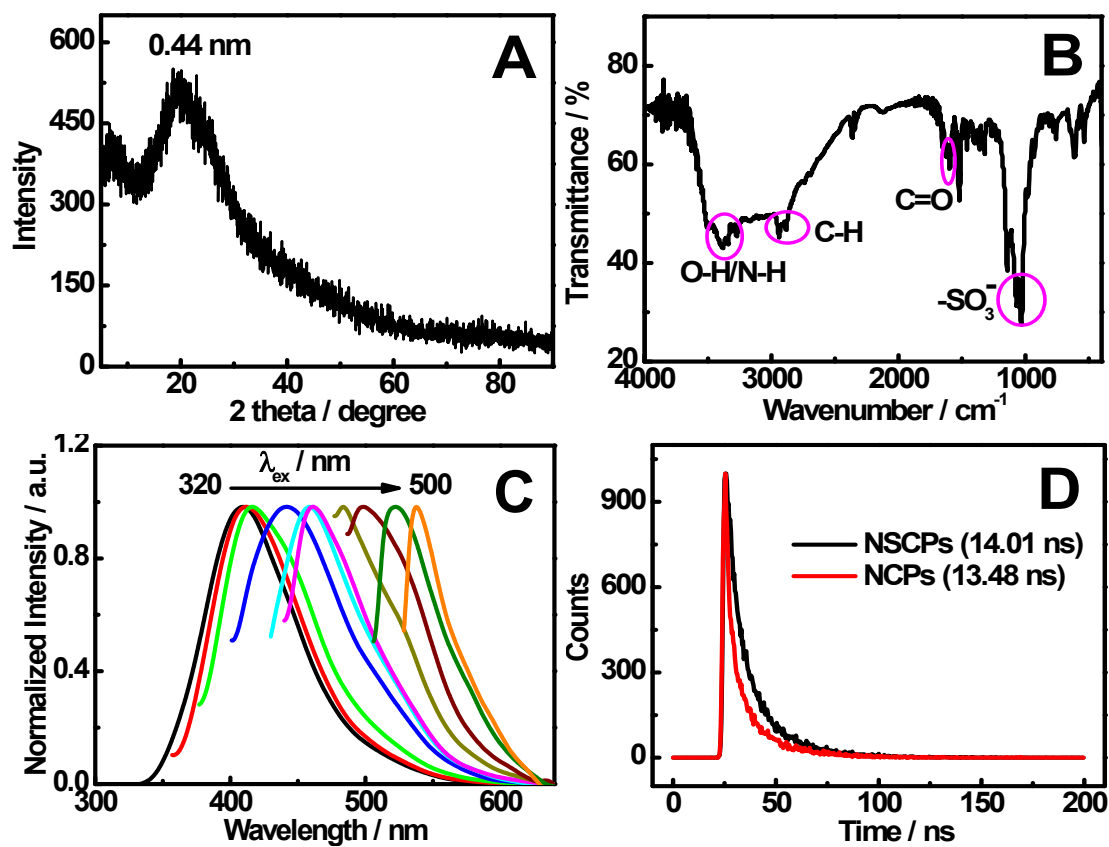 A
0.44 nm
600
450
300
150
0
Intensity
20 40 60 80
2 theta / degree
B
80
60
40
20
Transmittance / %
O-H/N-H
C-H
C=O
-SO₃⁻
4000 3000 2000 1000
Wavenumber / cm⁻¹
C
λex / nm
320 500
1.2
0.8
0.4
0.0
Normalized Intensity / a.u.
300 400 500 600
Wavelength / nm
D
900
600
300
0
Counts
NSCPs (14.01 ns)
NCPs (13.48 ns)
0 50 100 150 200
Time / ns